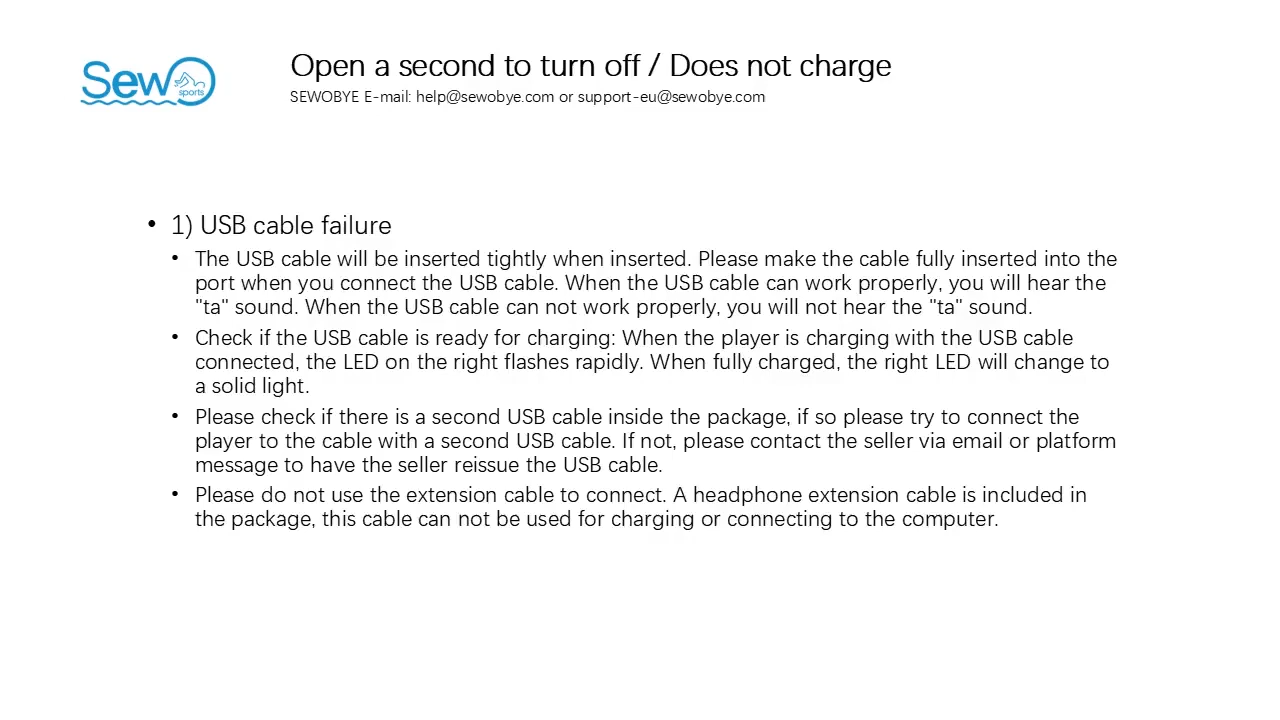 Sew
sports
Open a second to turn off / Does not charge
SEWOBYE E-mail: help@sewobye.com or support-eu@sewobye.com
• 1) USB cable failure
• The USB cable will be inserted tightly when inserted. Please make the cable fully inserted into the
port when you connect the USB cable. When the USB cable can work properly, you will hear the
"ta" sound. When the USB cable can not work properly, you will not hear the "ta" sound.
• Check if the USB cable is ready for charging: When the player is charging with the USB cable
connected, the LED on the right flashes rapidly. When fully charged, the right LED will change to
a solid light.
• Please check if there is a second USB cable inside the package, if so please try to connect the
player to the cable with a second USB cable. If not, please contact the seller via email or platform
message to have the seller reissue the USB cable.
• Please do not use the extension cable to connect. A headphone extension cable is included in
the package, this cable can not be used for charging or connecting to the computer.